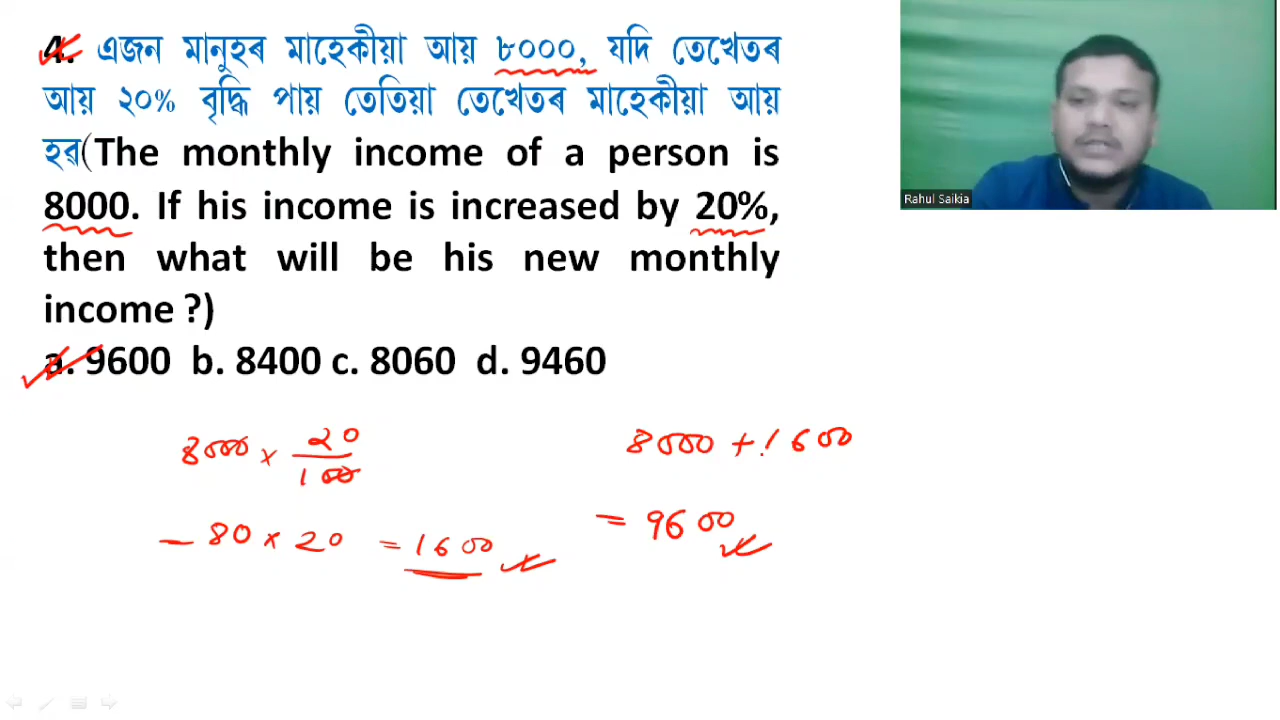 4. এজন মানুহৰ মাহেকীয়া আয় ৮০০০, যদি তেখেতৰ
আয় ২০% বৃদ্ধি পায় তেতিয়া তেখেতৰ মাহেকীয়া আয়
হব(The monthly income of a person is
8000. If his income is increased by 20%,
then what will be his new monthly
income ?)
a. 9600 b. 8400 c. 8060 d. 9460
8000 × 20/100
80 × 20 = 1600
8000 + 1600
= 9600
Rahul Saikia